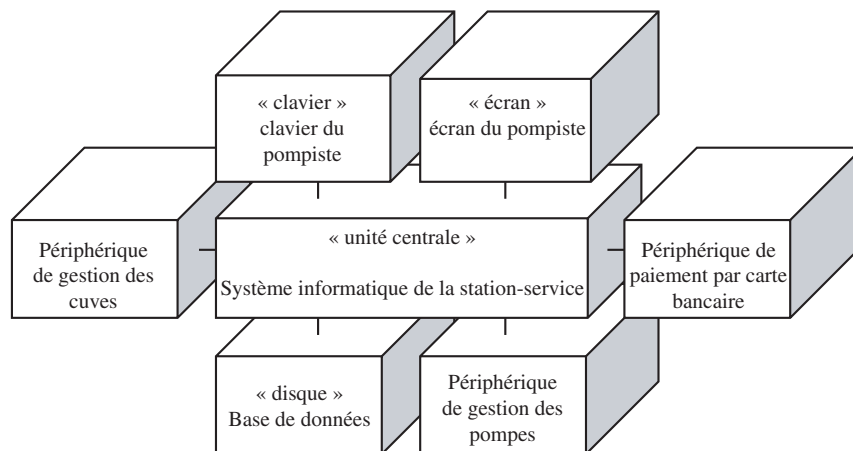 « clavier »
clavier du
pompiste
« écran »
écran du pompiste
Périphérique
de gestion des
cuves
« unité centrale »
Système informatique de la station-service
Périphérique de
paiement par carte
bancaire
« disque »
Base de données
Périphérique
de gestion des
pompes